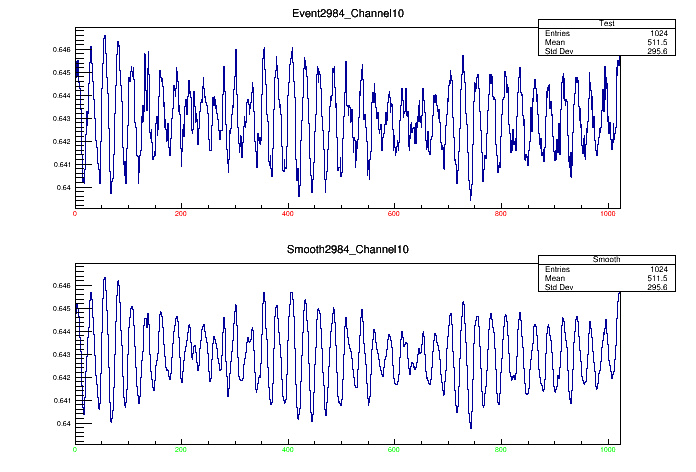 Event2984_Channel10
Test
Entries 1024
Mean 511.5
Std Dev 295.6
0.646
0.645
0.644
0.643
0.642
0.641
0.64
0 200 400 600 800 1000
Smooth2984_Channel10
Smooth
Entries 1024
Mean 511.5
Std Dev 295.6
0.646
0.645
0.644
0.643
0.642
0.641
0.64
0 200 400 600 800 1000